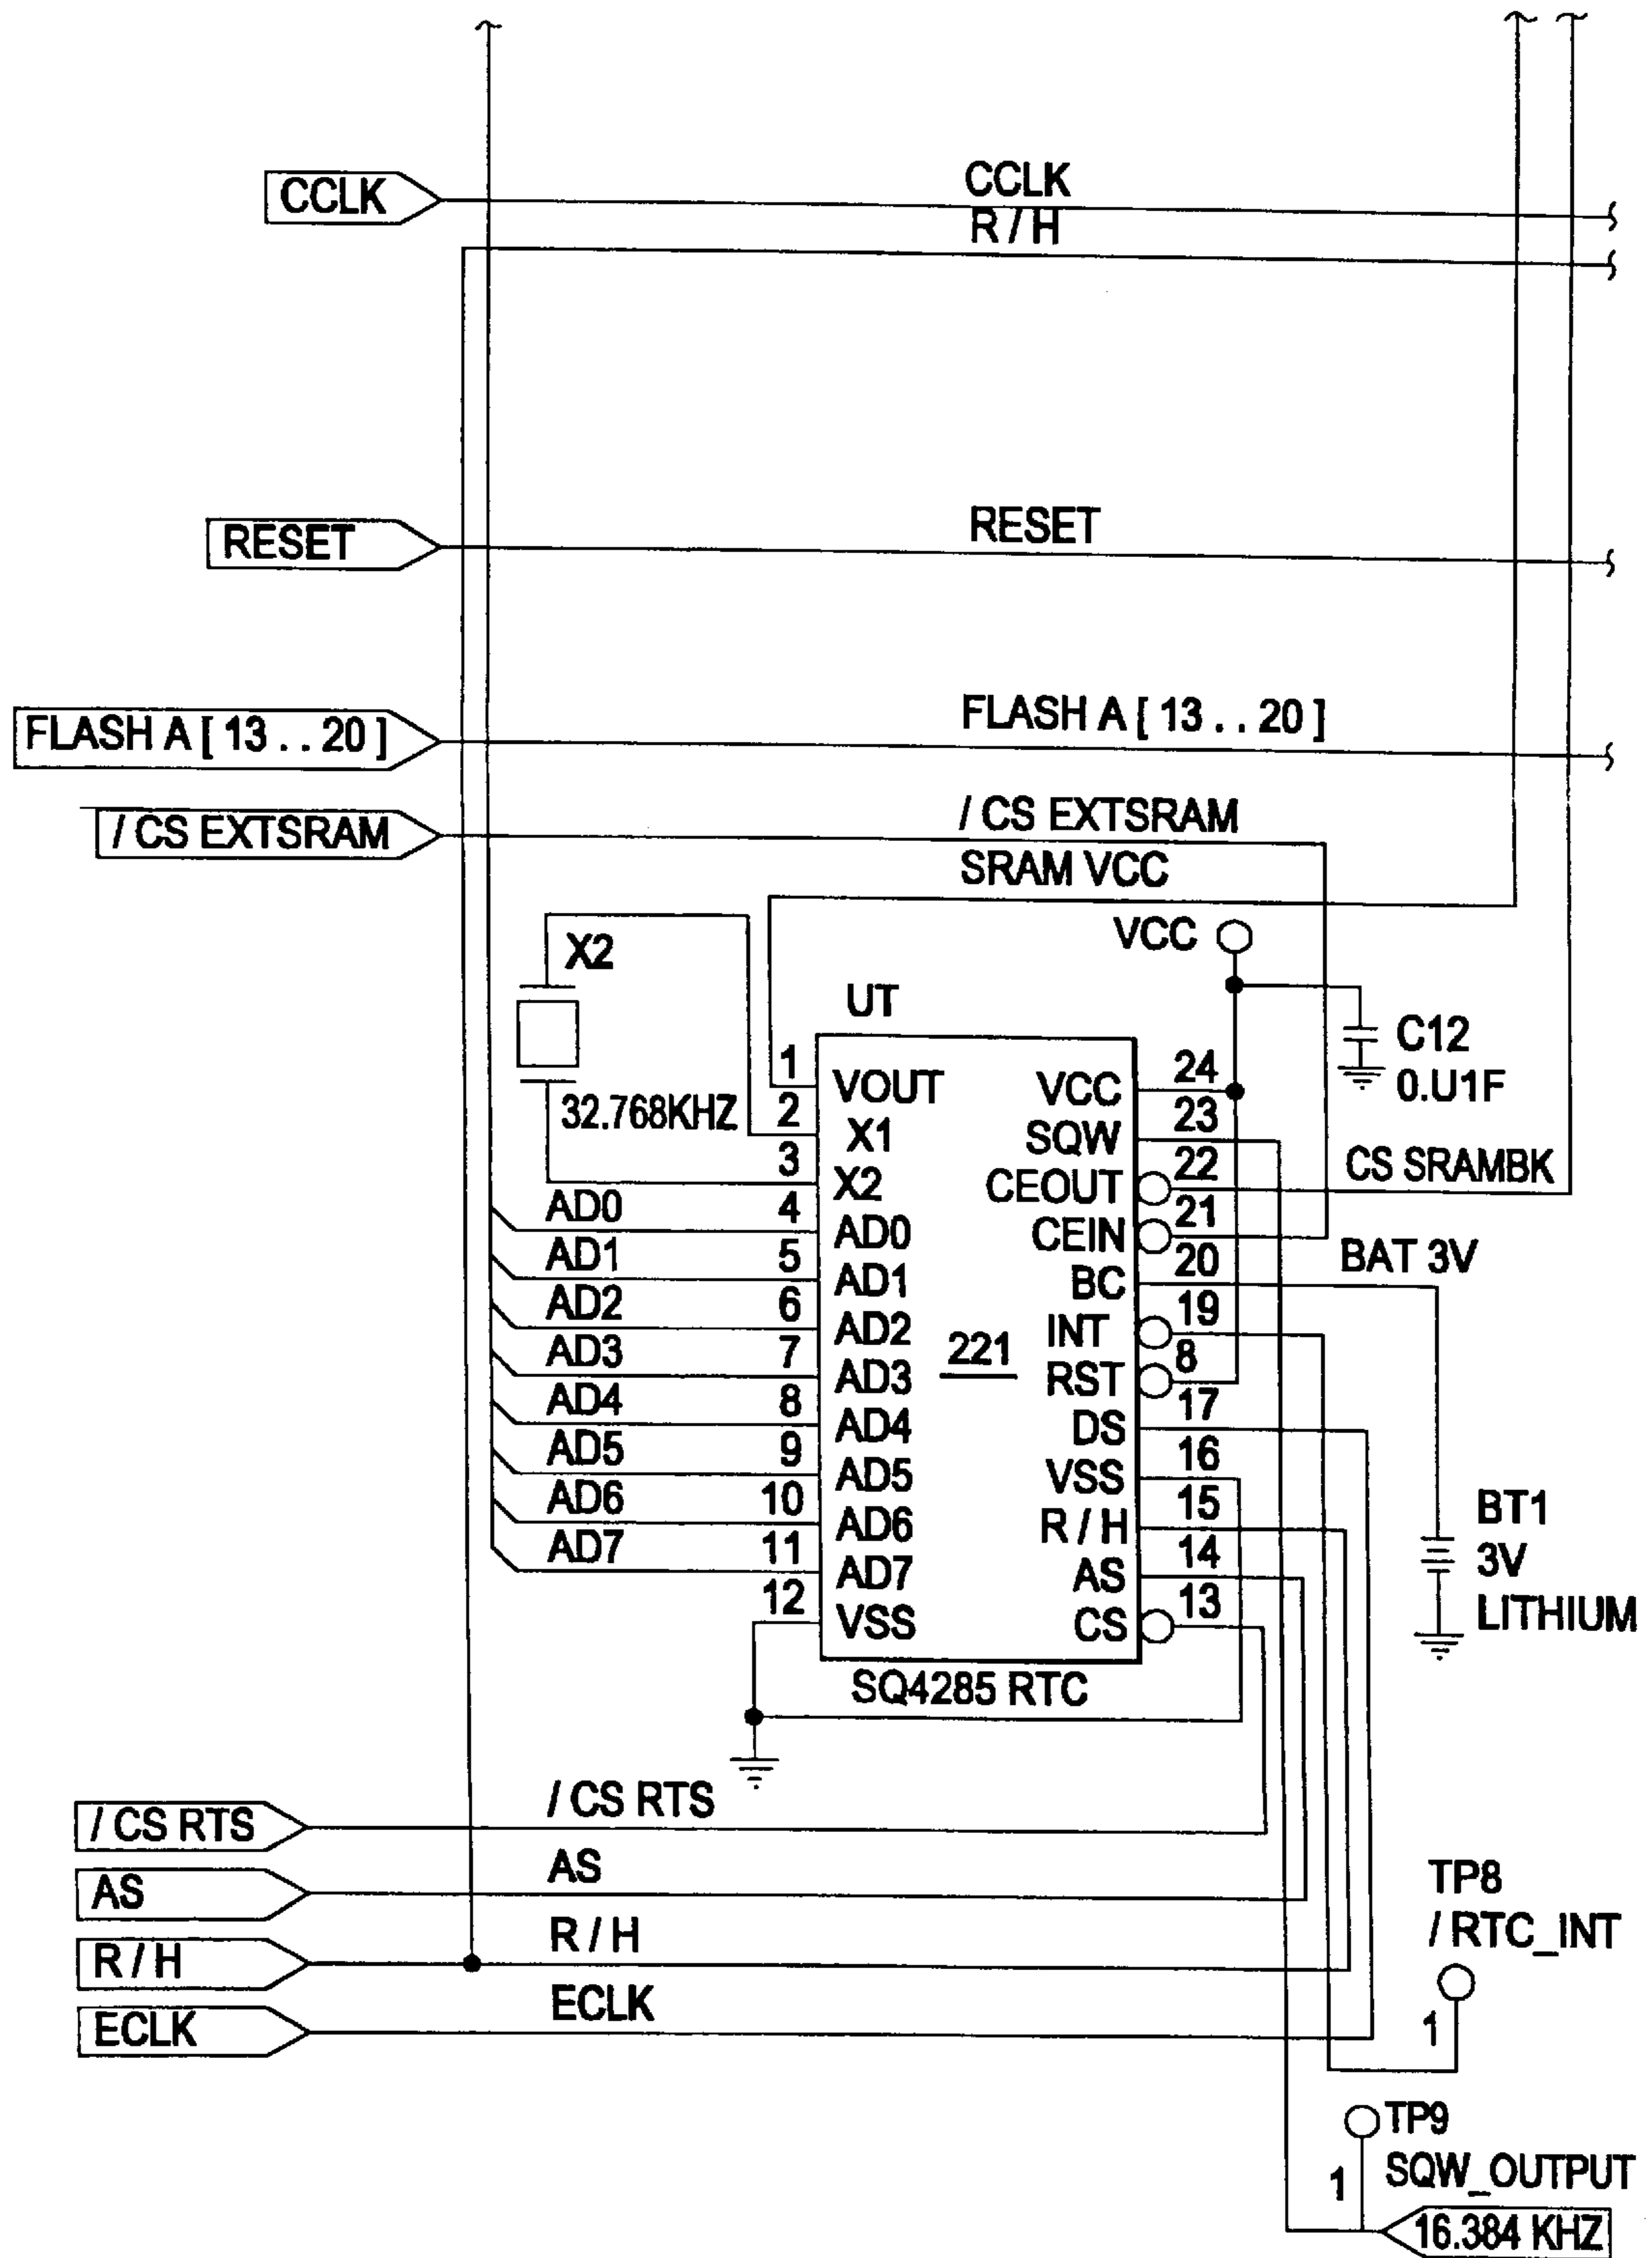 CCLK
CCLK
R / H
RESET
RESET
FLASH A [ 13 . . 20 ]
FLASH A [ 13 . . 20 ]
/ CS EXTSRAM
/ CS EXTSRAM
SRAM VCC
VCC
X2
32.768KHZ
UT
C12
0.U1F
1 VOUT
2 X1
3 X2
AD0 4 AD0
AD1 5 AD1
AD2 6 AD2
AD3 7 AD3
AD4 8 AD4
AD5 9 AD5
AD6 10 AD6
AD7 11 AD7
12 VSS
221
VCC 24
SQW 23
CEOUT 22 CS SRAMBK
CEIN 21
BC 20 BAT 3V
INT 19
RST 8
DS 17
VSS 16
R / H 15
AS 14
CS 13
SQ4285 RTC
BT1
3V
LITHIUM
/ CS RTS
/ CS RTS
AS
AS
R / H
R / H
ECLK
ECLK
TP8
/ RTC_INT
1
TP9
SQW_OUTPUT
1
16.384 KHZ